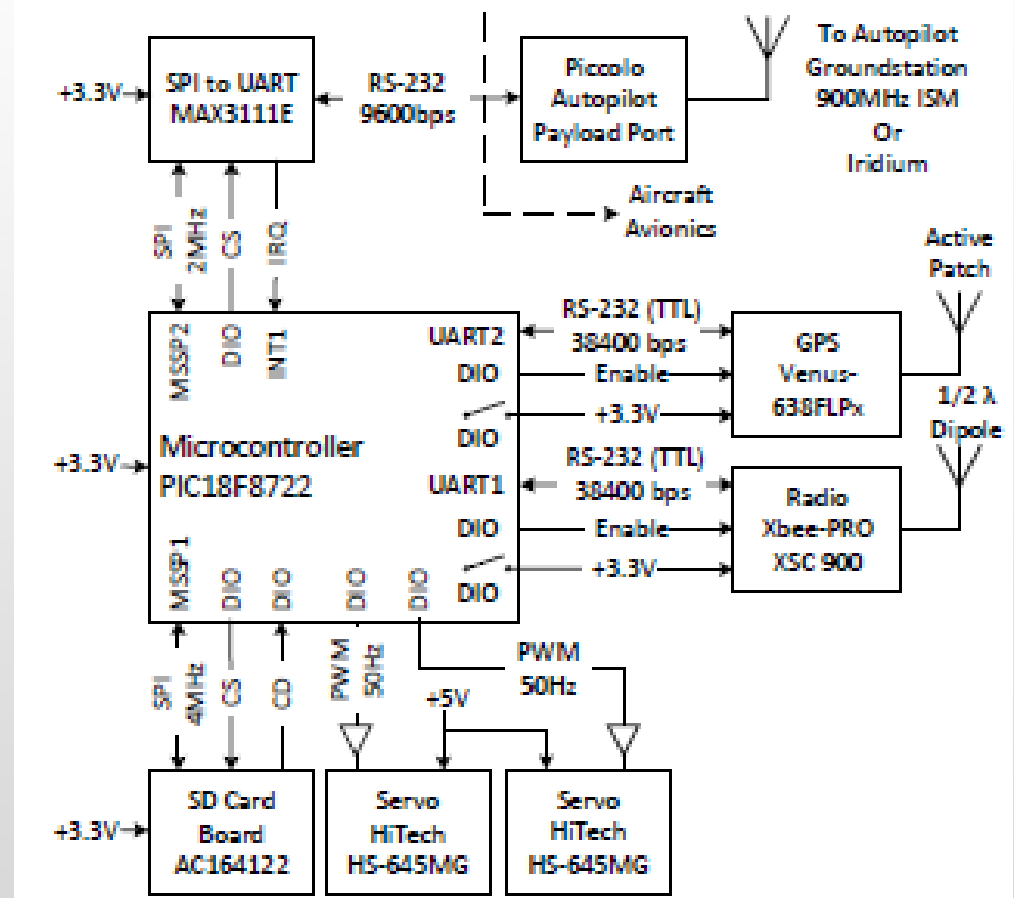 SPI to UART
MAX3111E
+3.3V
RS-232
9600bps
Piccolo
Autopilot
Payload Port
To Autopilot
Groundstation
900MHz ISM
Or
Iridium
Aircraft
Avionics
SPI
2MHz
CS
IRQ
MSSP2
DIO
INT1
Microcontroller
PIC18F8722
+3.3V
UART2
DIO
DIO
UART1
DIO
DIO
RS-232 (TTL)
38400 bps
Enable
+3.3V
GPS
Venus-
638FLPx
Active
Patch
RS-232 (TTL)
38400 bps
Enable
+3.3V
Radio
Xbee-PRO
XSC 900
1/2 λ
Dipole
MSSP1
DIO
DIO
DIO
DIO
SPI
4MHz
CS
CD
PWM
50Hz
+5V
PWM
50Hz
+3.3V
SD Card
Board
AC164122
Servo
HiTech
HS-645MG
Servo
HiTech
HS-645MG